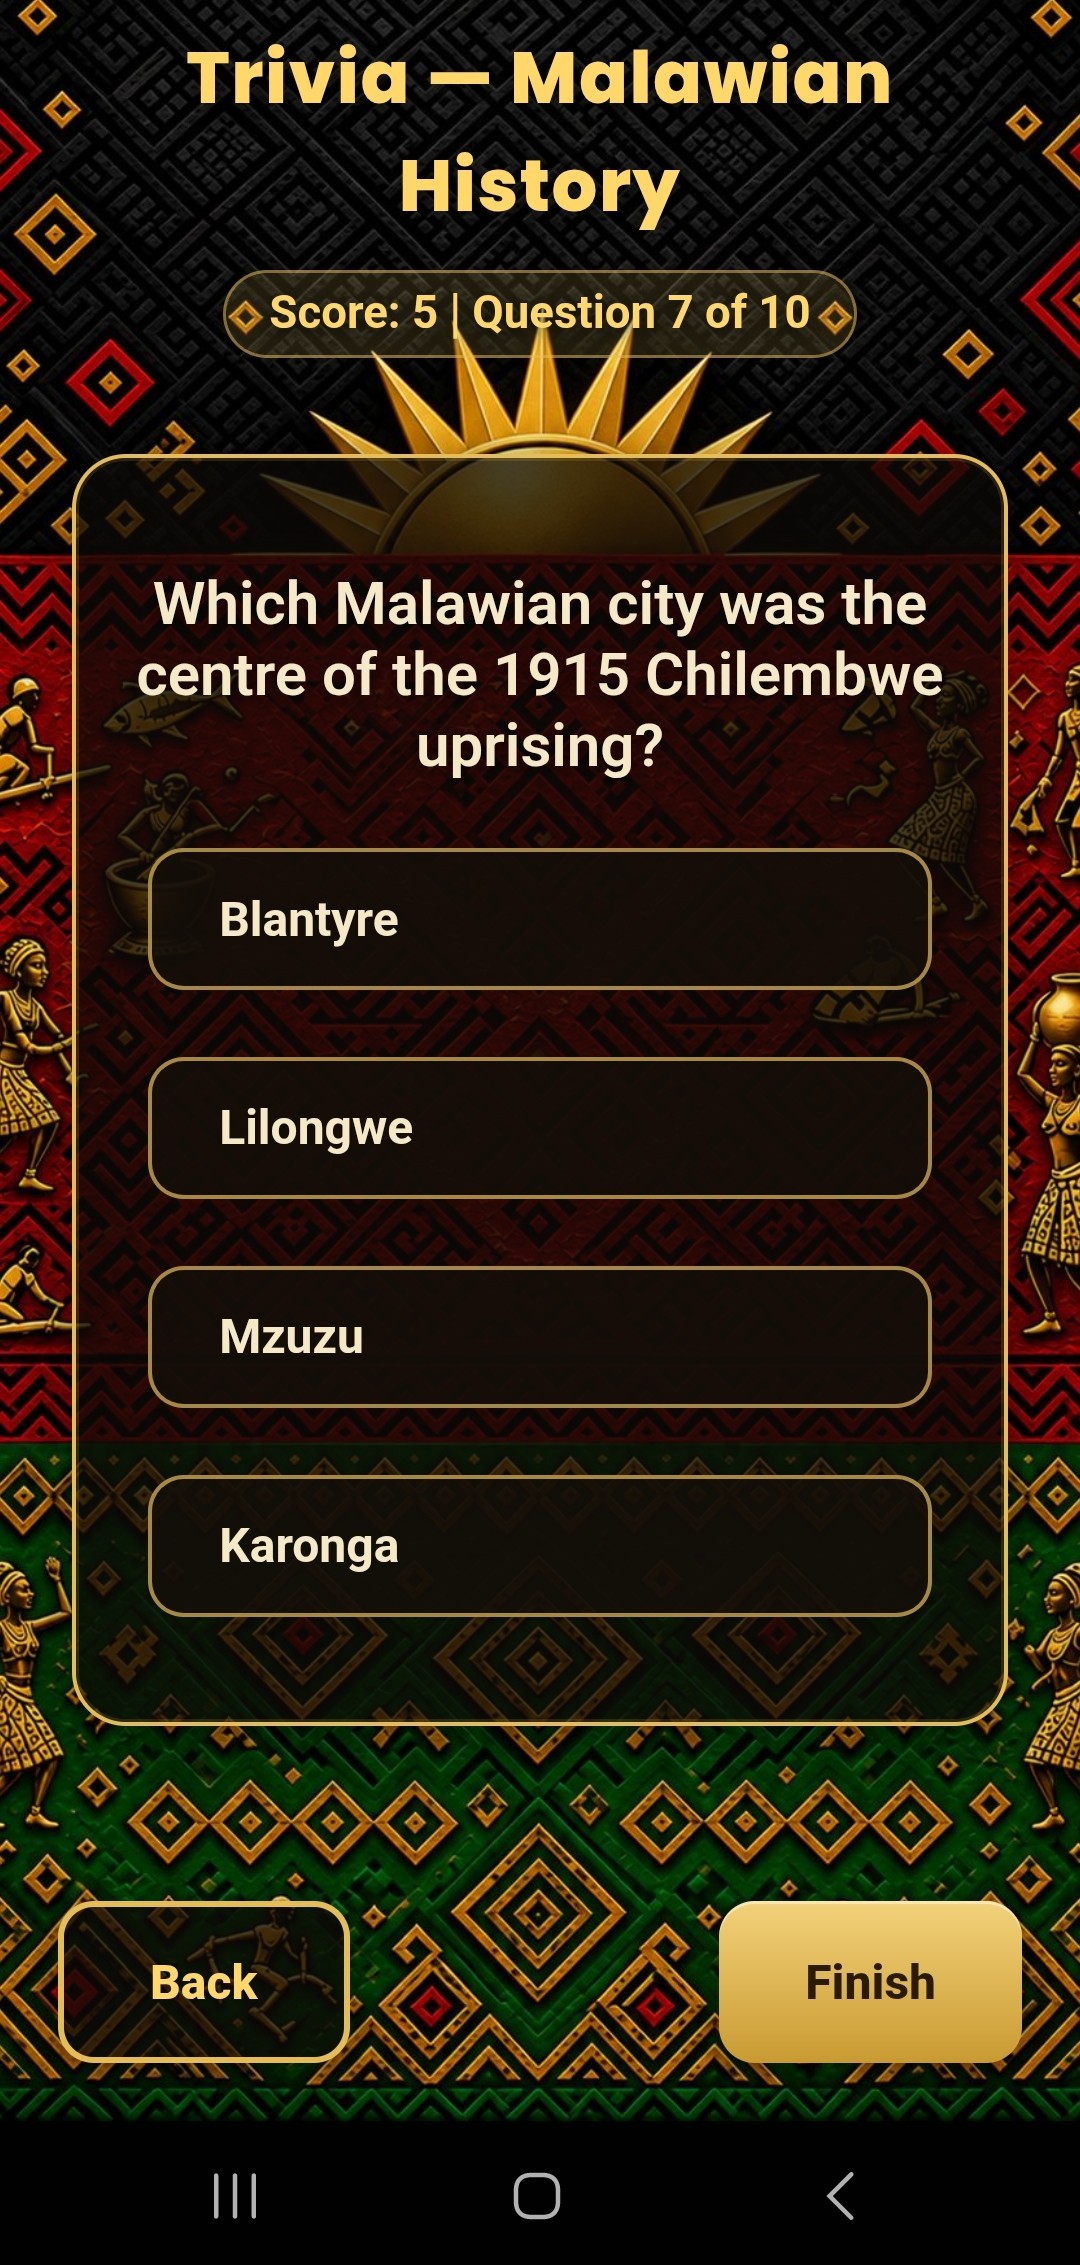 Trivia — Malawian
History
Score: 5 | Question 7 of 10
Which Malawian city was the
centre of the 1915 Chilembwe
uprising?
Blantyre
Lilongwe
Mzuzu
Karonga
Back
Finish